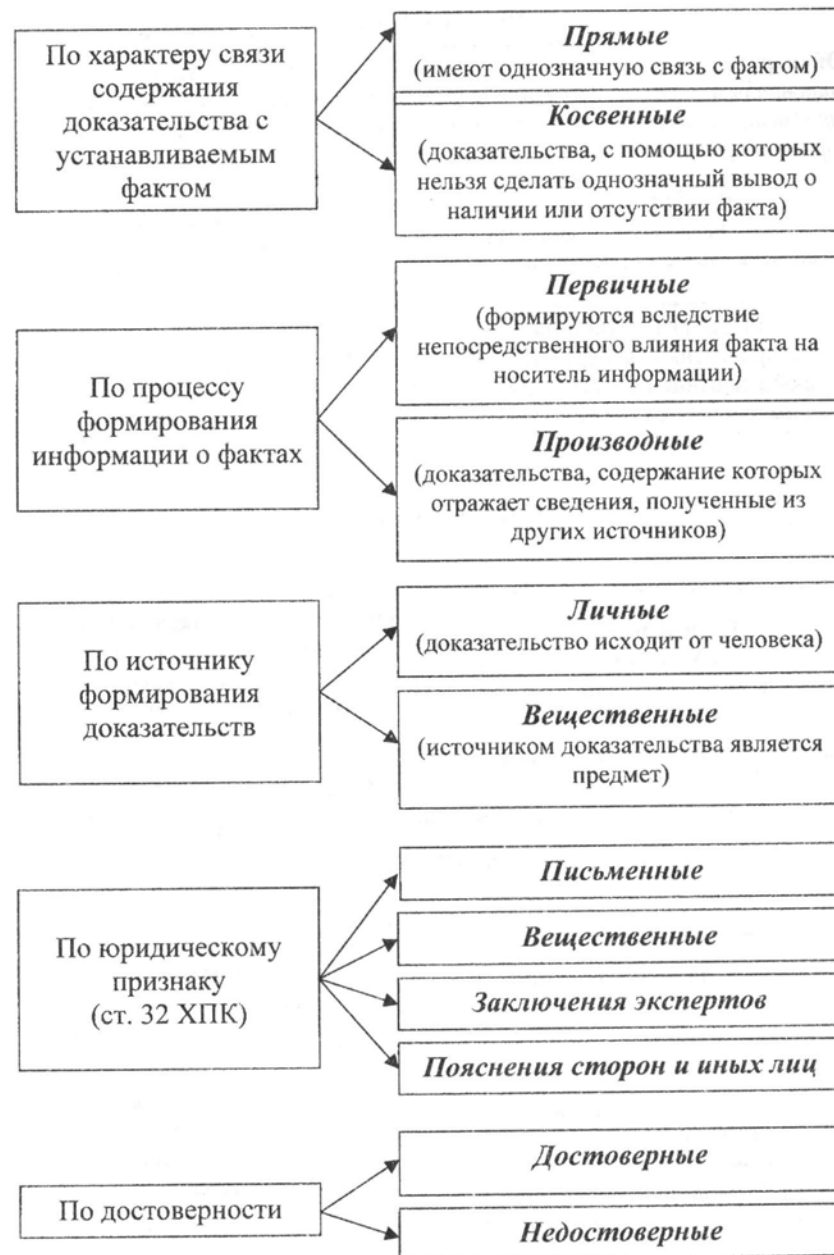 По характеру связи
содержания
доказательства с
устанавливаемым
фактом
Прямые
(имеют однозначную связь с фактом)
Косвенные
(доказательства, с помощью которых
нельзя сделать однозначный вывод о
наличии или отсутствии факта)
По процессу
формирования
информации о фактах
Первичные
(формируются вследствие
непосредственного влияния факта на
носитель информации)
Производные
(доказательства, содержание которых
отражает сведения, полученные из
других источников)
По источнику
формирования
доказательств
Личные
(доказательство исходит от человека)
Вещественные
(источником доказательства является
предмет)
По юридическому
признаку
(ст. 32 ХПК)
Письменные
Вещественные
Заключения экспертов
Пояснения сторон и иных лиц
По достоверности
Достоверные
Недостоверные